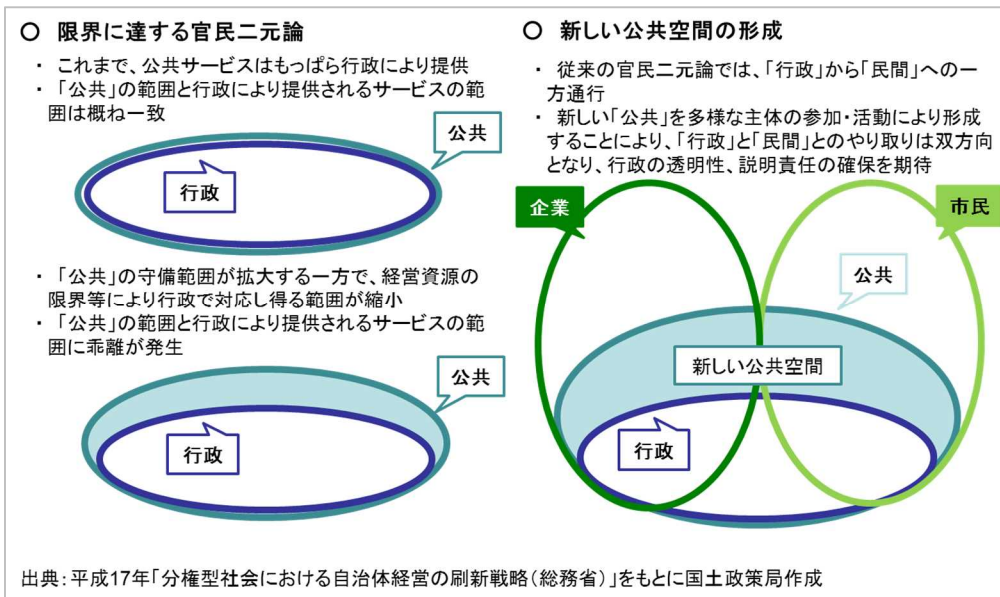 ○ 限界に達する官民二元論
・ これまで、公共サービスはもっぱら行政により提供
・ 「公共」の範囲と行政により提供されるサービスの範
囲は概ね一致
公共
行政
・ 「公共」の守備範囲が拡大する一方で、経営資源の
限界等により行政で対応し得る範囲が縮小
・ 「公共」の範囲と行政により提供されるサービスの範
囲に乖離が発生
公共
行政
○ 新しい公共空間の形成
・ 従来の官民二元論では、「行政」から「民間」への一
方通行
・ 新しい「公共」を多様な主体の参加・活動により形成
することにより、「行政」と「民間」とのやり取りは双方向
となり、行政の透明性、説明責任の確保を期待
企業
市民
公共
新しい公共空間
行政
出典：平成17年「分権型社会における自治体経営の刷新戦略（総務省）」をもとに国土政策局作成